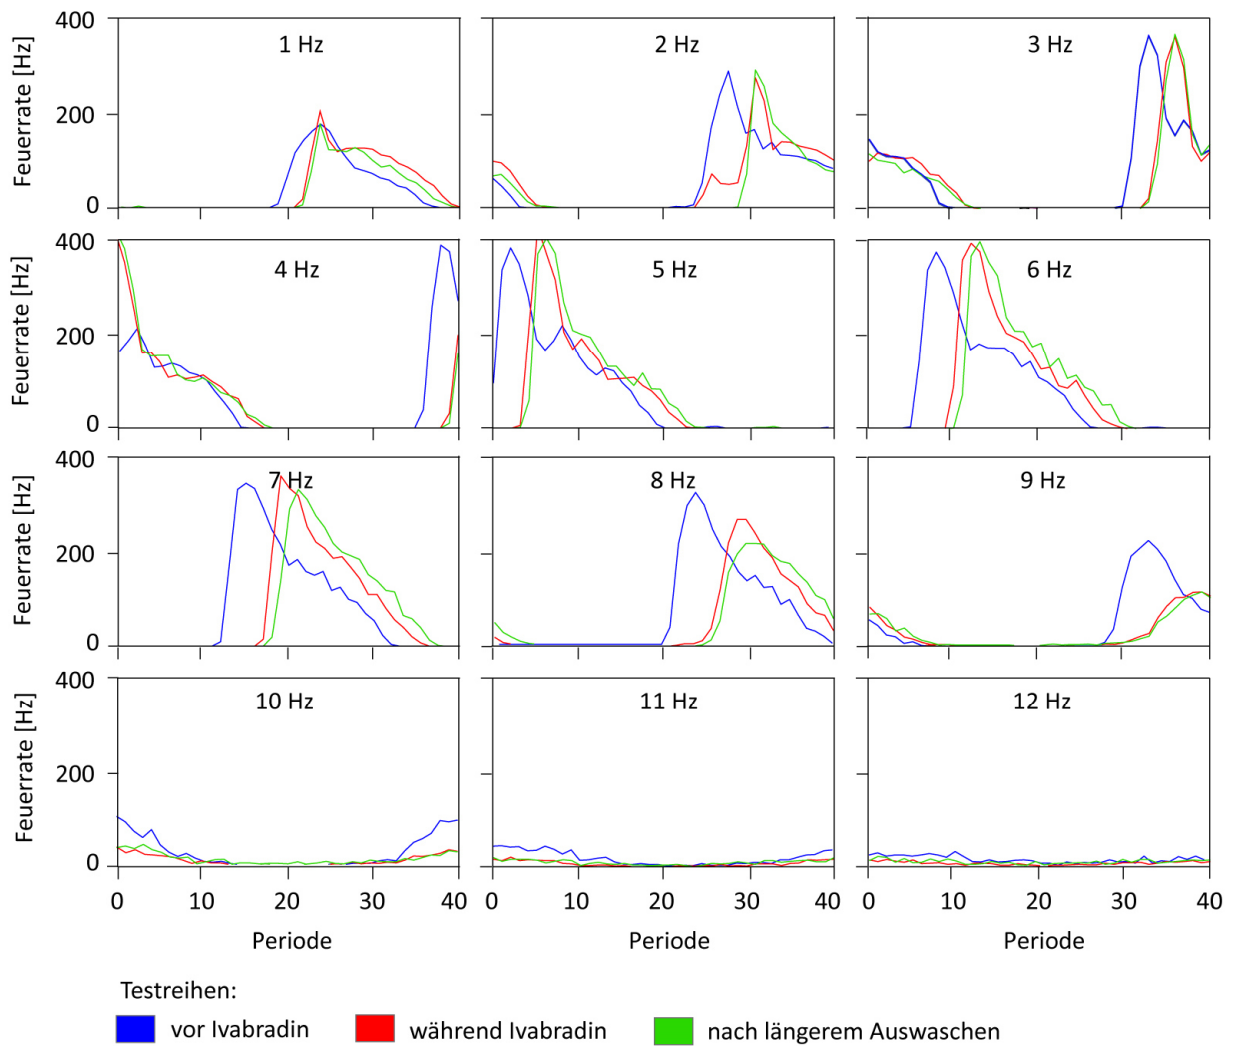 400
200
0
Feuerrate [Hz]
1 Hz
2 Hz
3 Hz
400
200
0
Feuerrate [Hz]
4 Hz
5 Hz
6 Hz
400
200
0
Feuerrate [Hz]
7 Hz
8 Hz
9 Hz
400
200
0
Feuerrate [Hz]
10 Hz
11 Hz
12 Hz
0 10 20 30 40 0 10 20 30 40 0 10 20 30 40
Periode Periode Periode
Testreihen:
vor Ivabradin während Ivabradin nach längerem Auswaschen